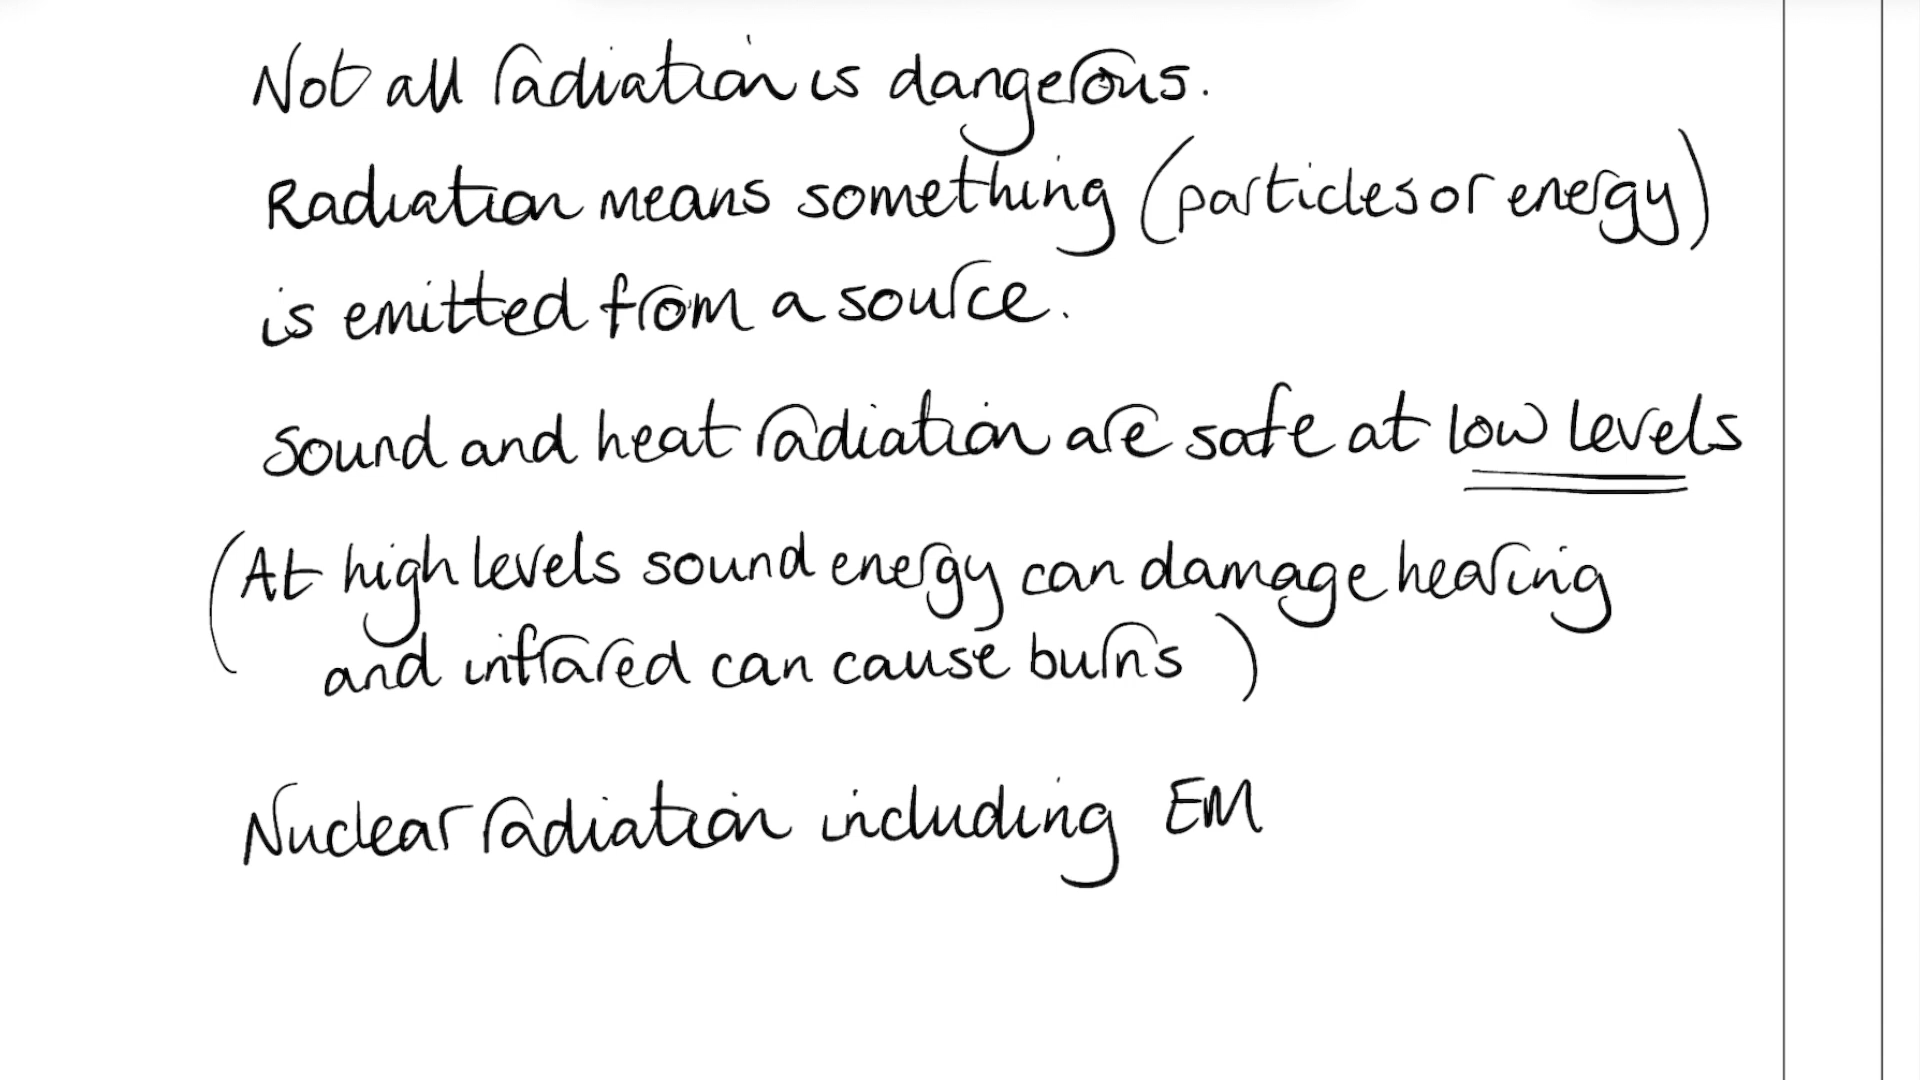 Not all radiation is dangerous.
Radiation means something (particles or energy)
is emitted from a source.
Sound and heat radiation are safe at low levels
(At high levels sound energy can damage hearing
and infrared can cause burns)
Nuclear radiation including EM